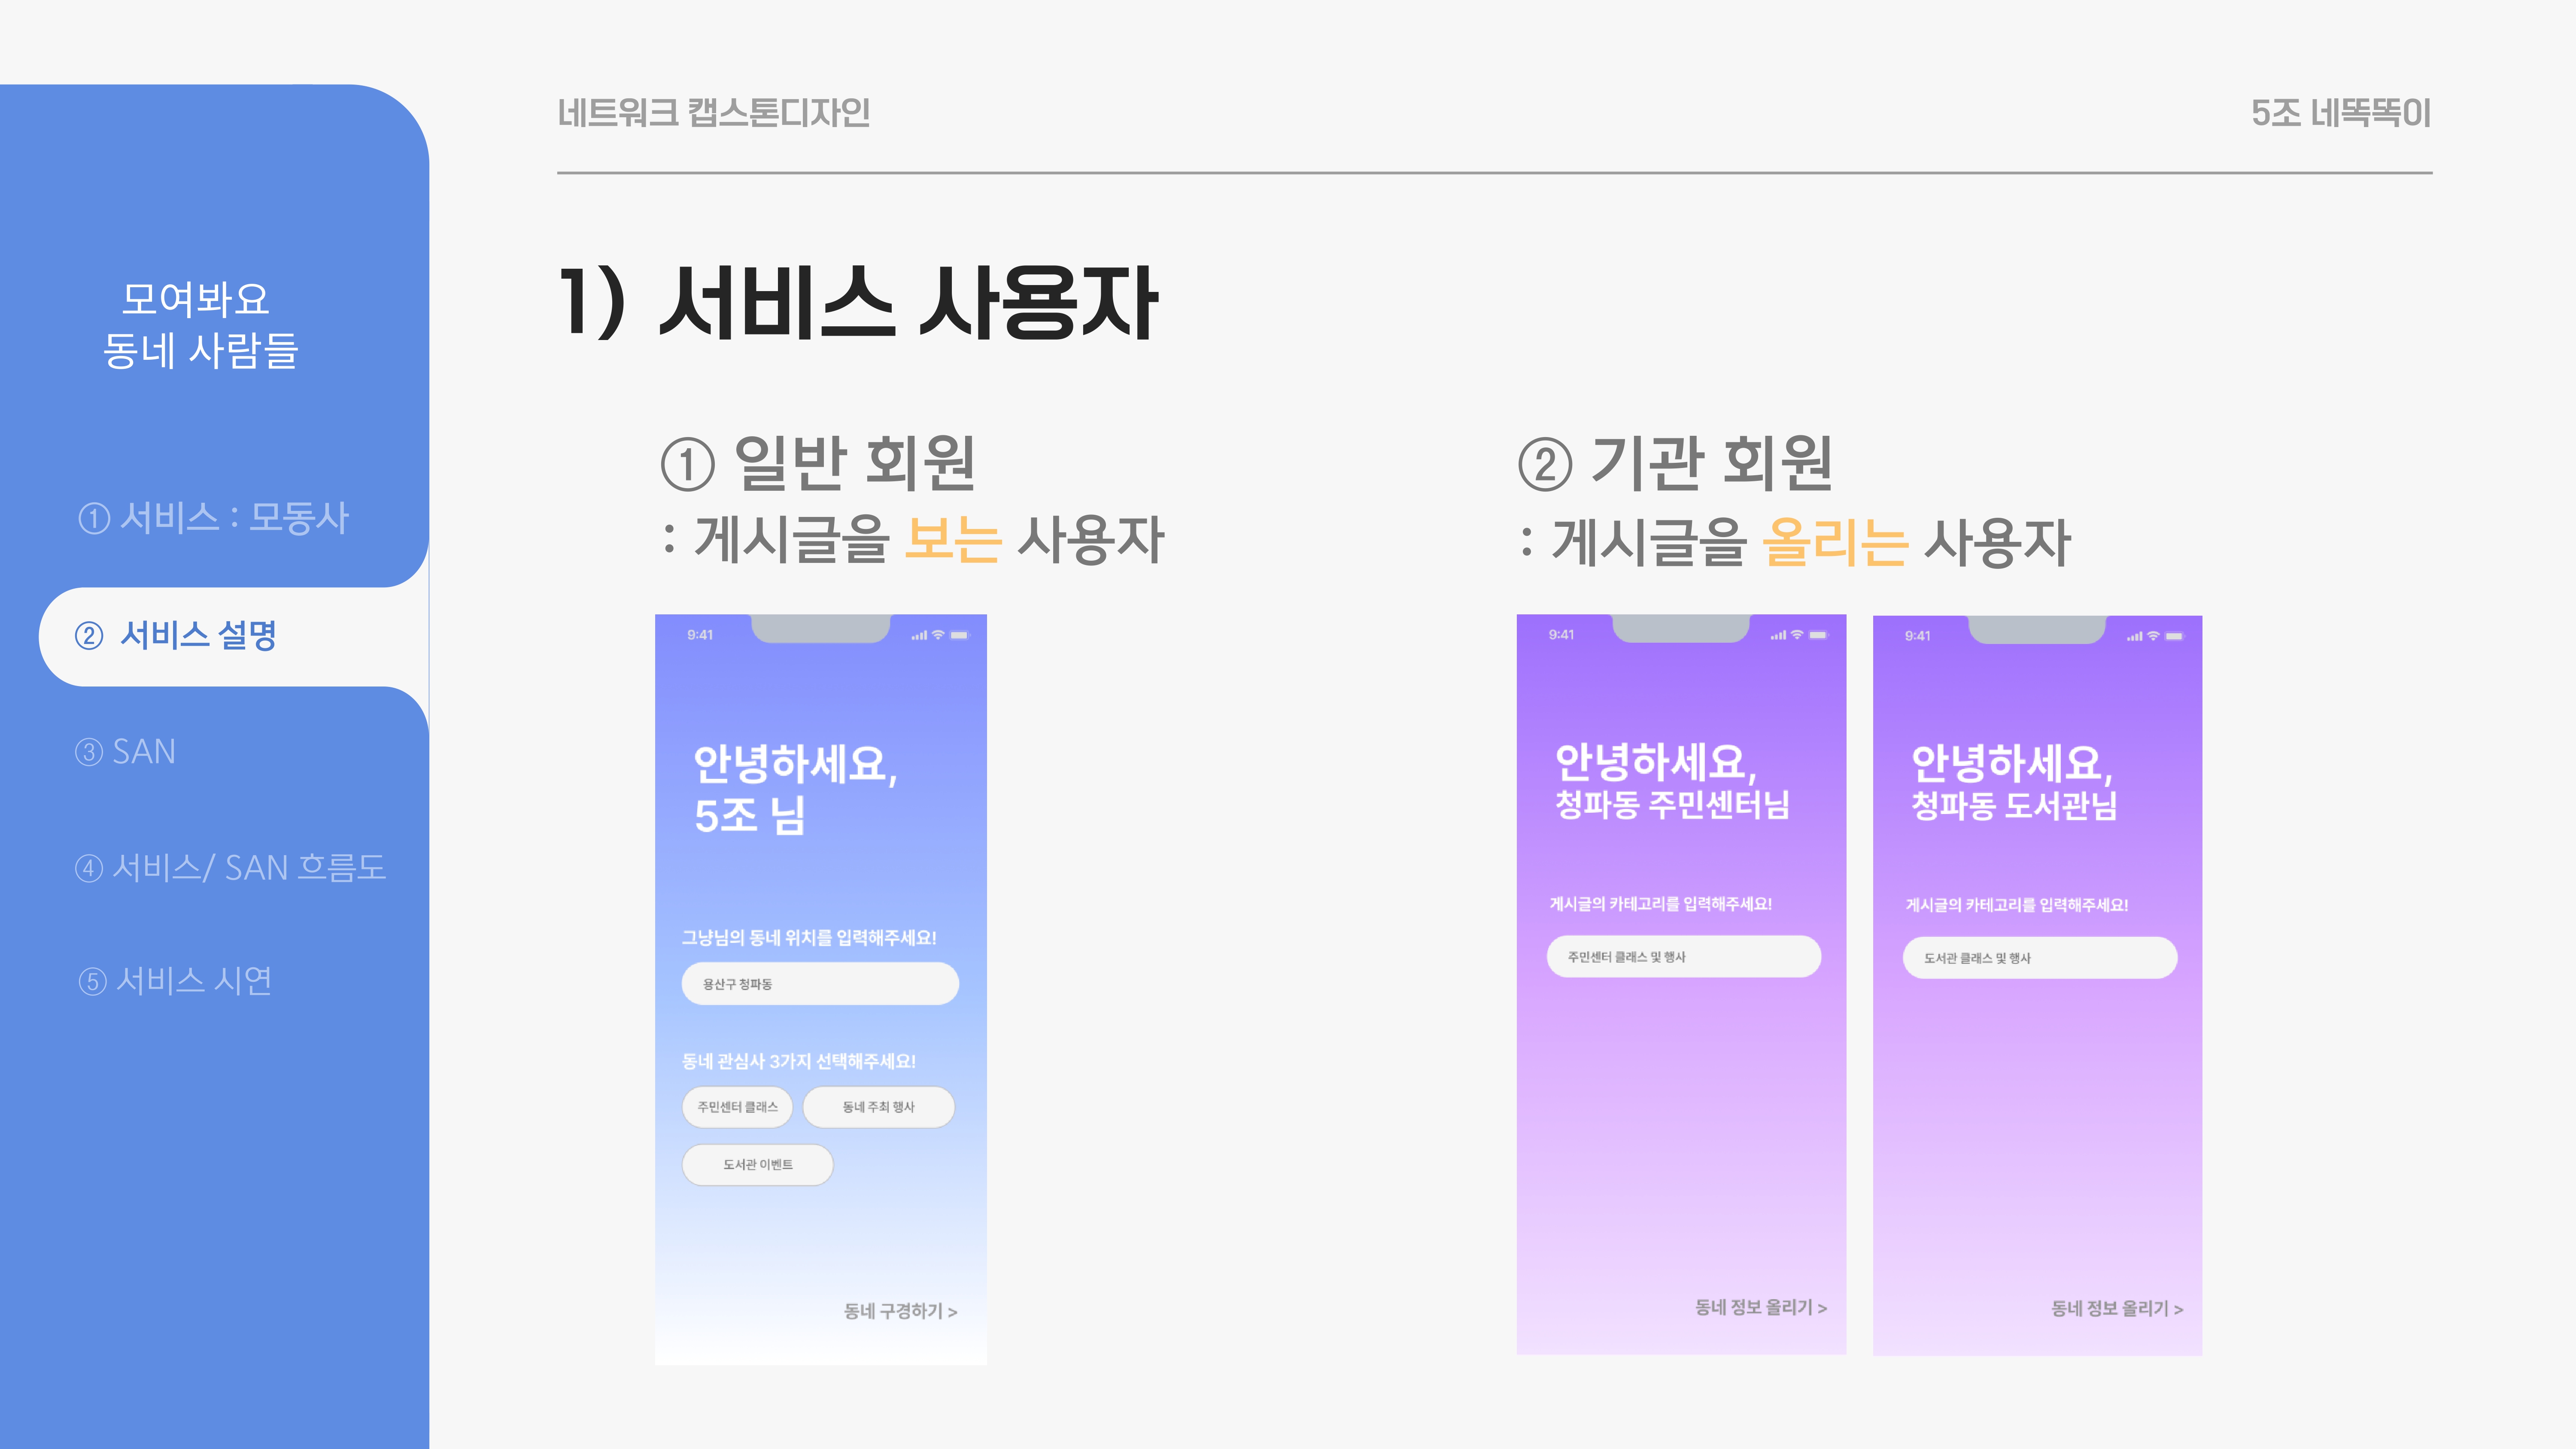 네트워크 캡스톤디자인
5조 네똑똑이
모여봐요
동네 사람들
① 서비스 : 모동사
② 서비스 설명
③ SAN
④ 서비스/ SAN 흐름도
⑤ 서비스 시연
1) 서비스 사용자
① 일반 회원
: 게시글을 보는 사용자
9:41
안녕하세요,
5조 님
그냥님의 동네 위치를 입력해주세요!
용산구 청파동
동네 관심사 3가지 선택해주세요!
주민센터 클래스
동네 주최 행사
도서관 이벤트
동네 구경하기 >
② 기관 회원
: 게시글을 올리는 사용자
9:41
안녕하세요,
청파동 주민센터님
게시글의 카테고리를 입력해주세요!
주민센터 클래스 및 행사
동네 정보 올리기 >
9:41
안녕하세요,
청파동 도서관님
게시글의 카테고리를 입력해주세요!
도서관 클래스 및 행사
동네 정보 올리기 >